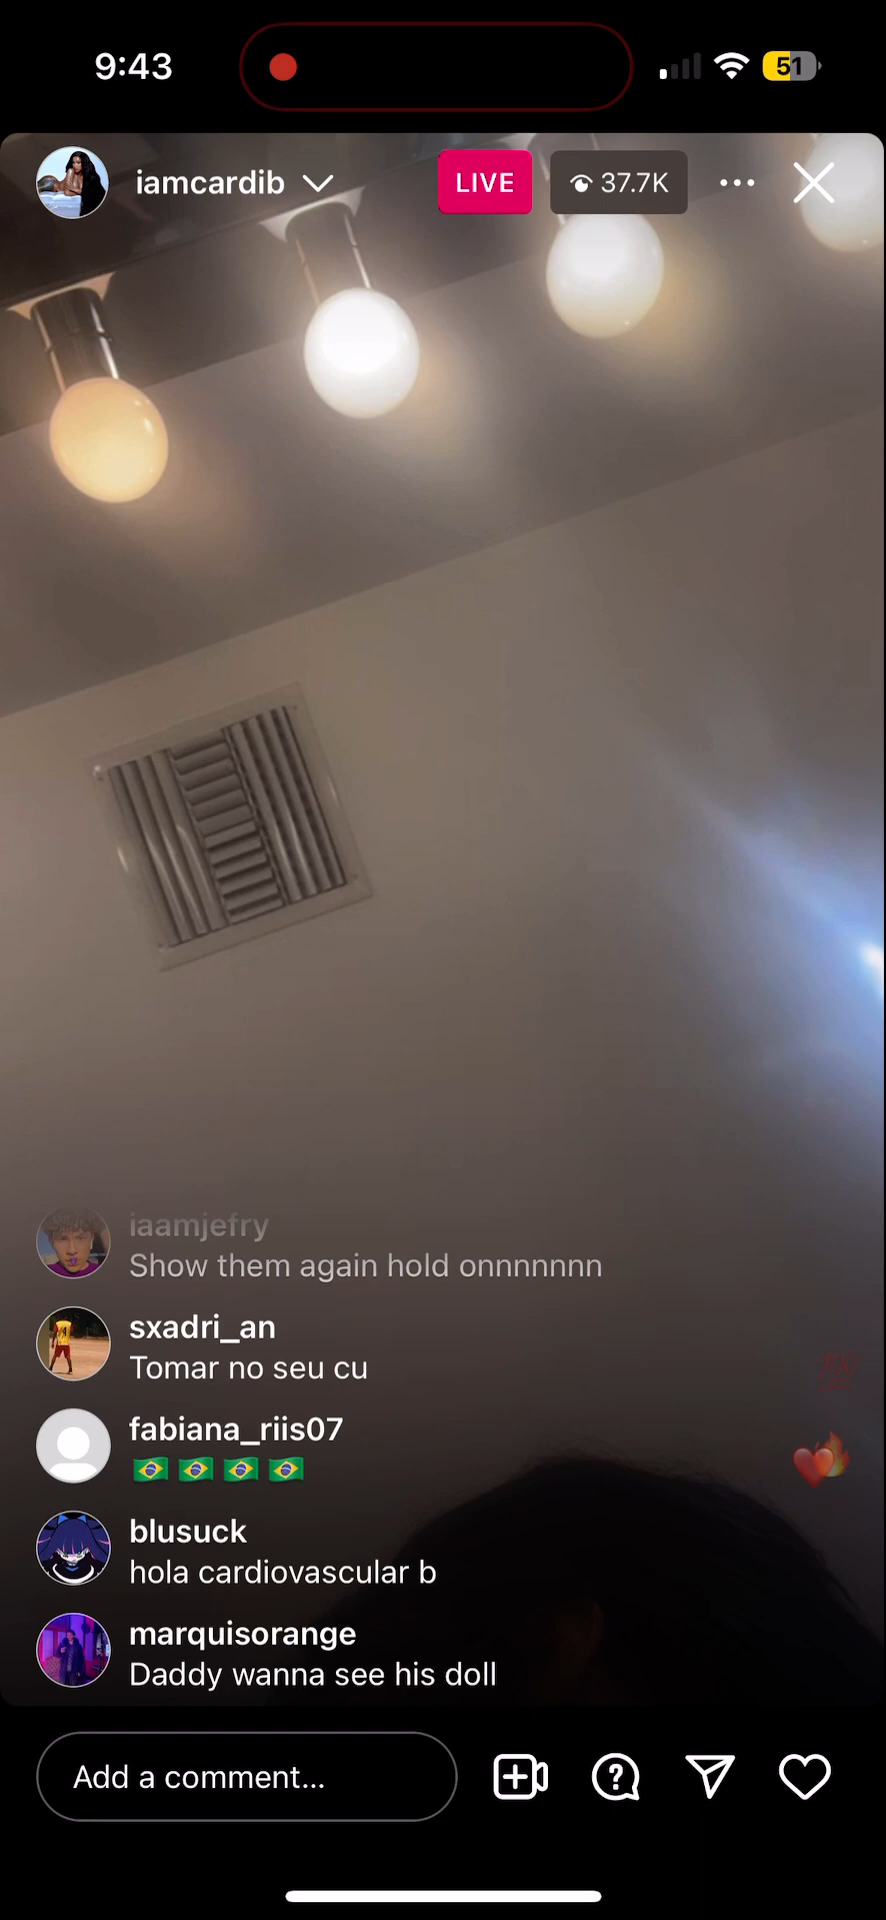 9:43
51
iamcardib
LIVE
37.7K
iaamjefry
Show them again hold onnnnnnn
sxadri_an
Tomar no seu cu
💯
fabiana_riis07
🇧🇷 🇧🇷 🇧🇷 🇧🇷
blusuck
hola cardiovascular b
marquisorange
Daddy wanna see his doll
Add a comment...